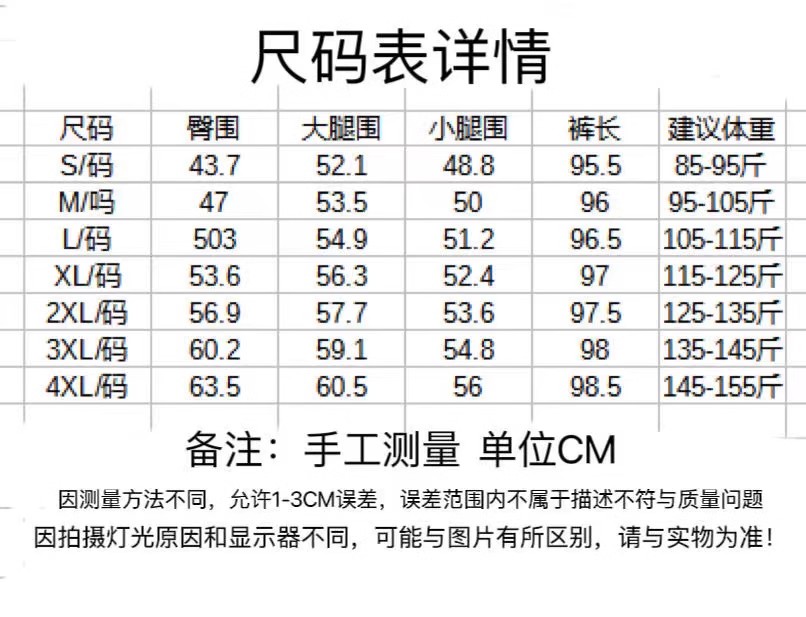 尺码表详情
尺码 臀围 大腿围 小腿围 裤长 建议体重
S/码 43.7 52.1 48.8 95.5 85-95斤
M/吗 47 53.5 50 96 95-105斤
L/码 503 54.9 51.2 96.5 105-115斤
XL/码 53.6 56.3 52.4 97 115-125斤
2XL/码 56.9 57.7 53.6 97.5 125-135斤
3XL/码 60.2 59.1 54.8 98 135-145斤
4XL/码 63.5 60.5 56 98.5 145-155斤
备注：手工测量 单位CM
因测量方法不同，允许1-3CM误差，误差范围内不属于描述不符与质量问题
因拍摄灯光原因和显示器不同，可能与图片有所区别，请与实物为准！